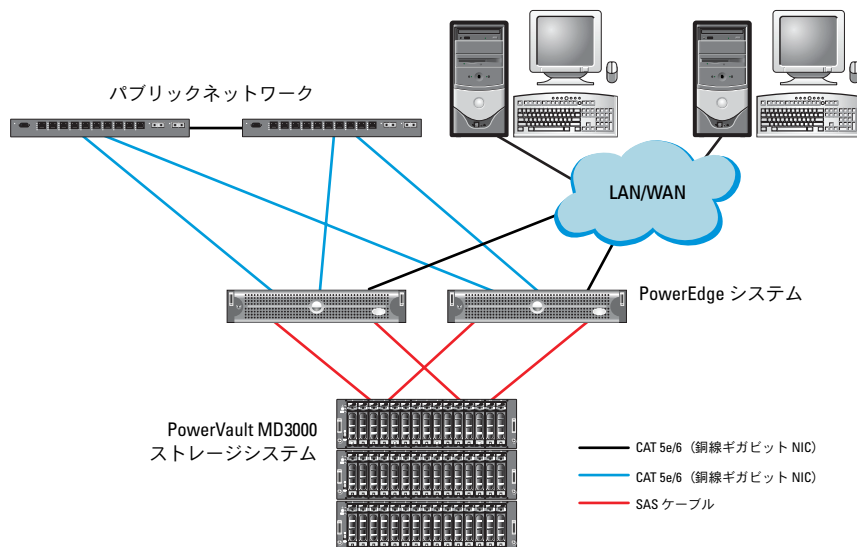 パブリックネットワーク
LAN/WAN
PowerEdge システム
PowerVault MD3000
ストレージシステム
CAT 5e/6（銅線ギガビット NIC）
CAT 5e/6（銅線ギガビット NIC）
SAS ケーブル